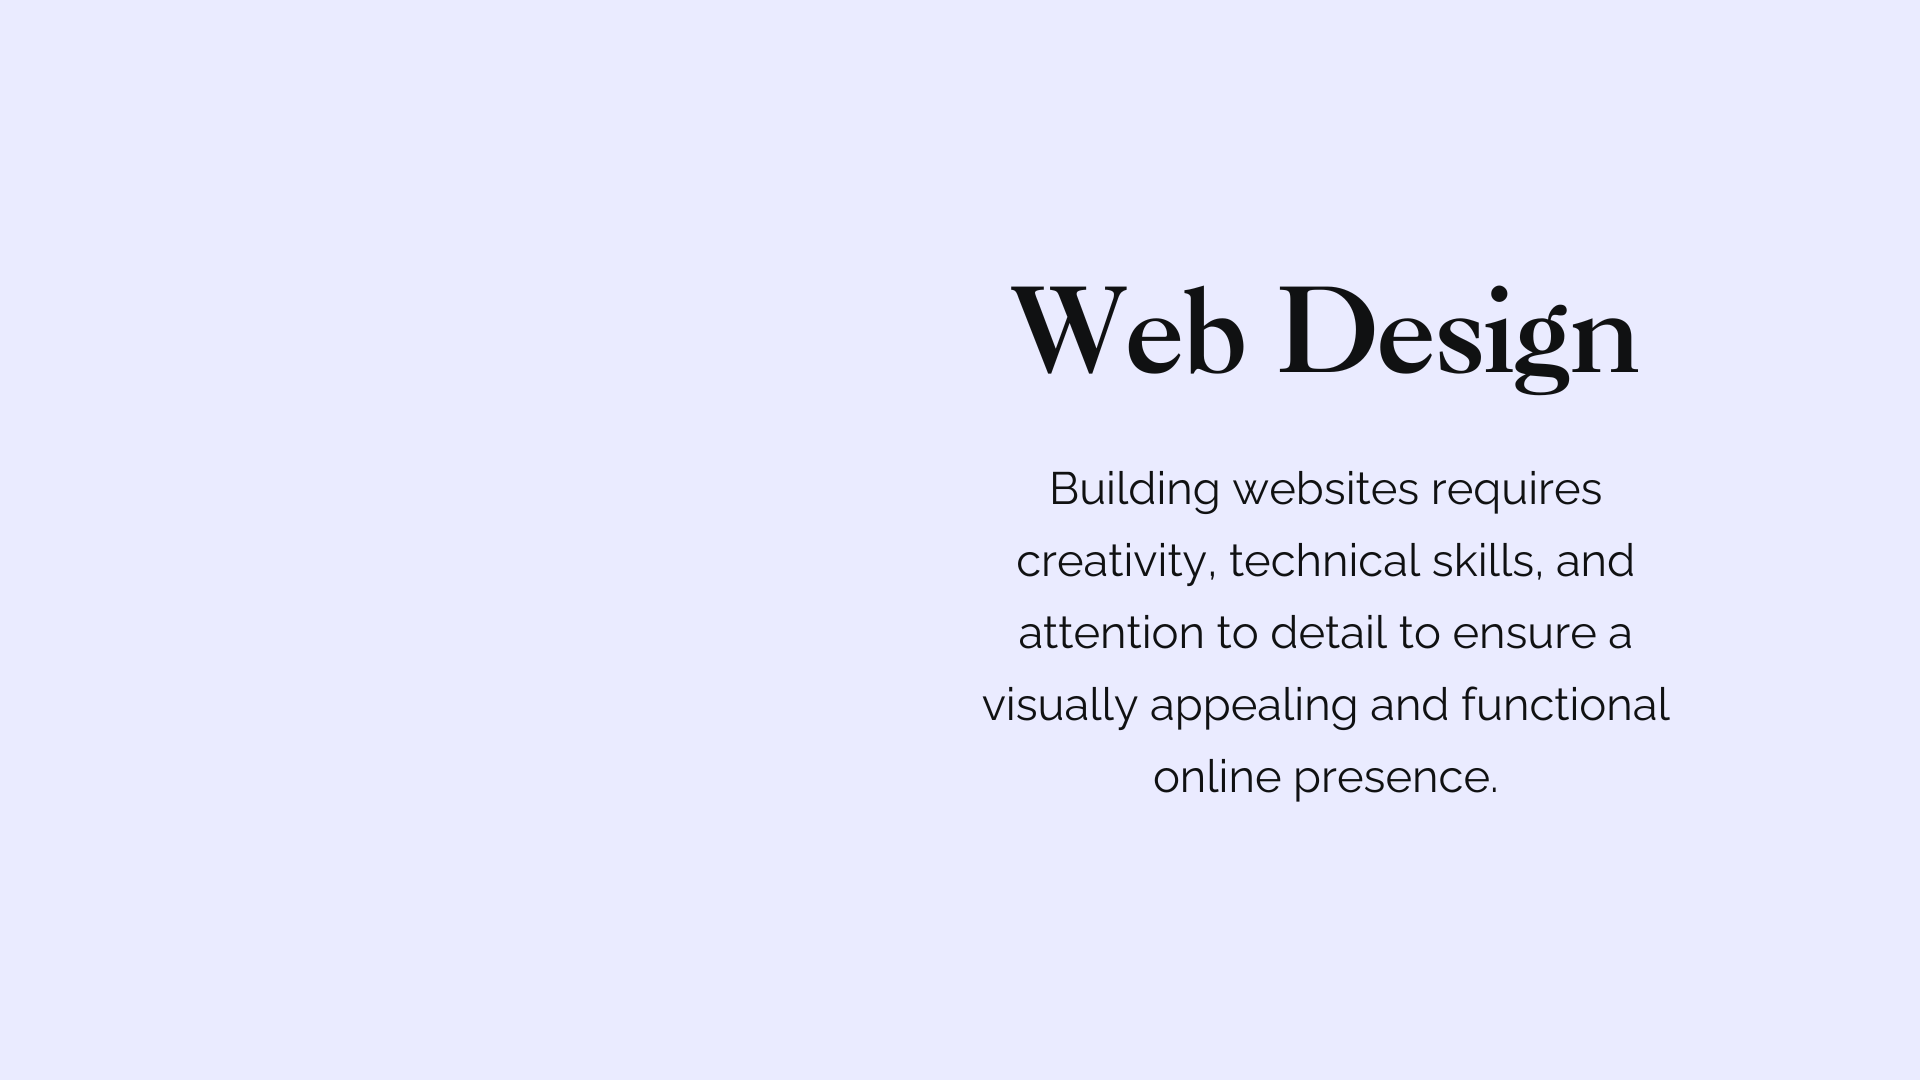 Web Design
Building websites requires
creativity, technical skills, and
attention to detail to ensure a
visually appealing and functional
online presence.